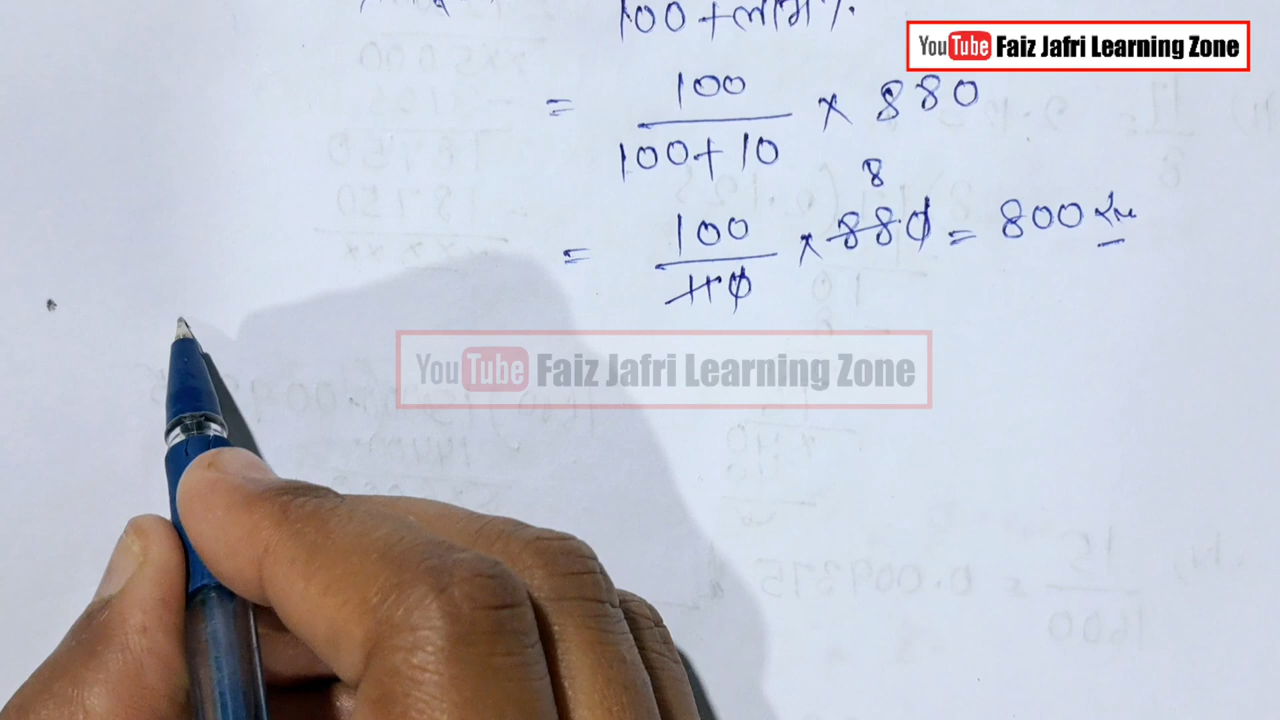 100+लाभ%
YouTube Faiz Jafri Learning Zone
= 100/100+10 × 880
8
= 100/110 × 880 = 800 रु
YouTube Faiz Jafri Learning Zone